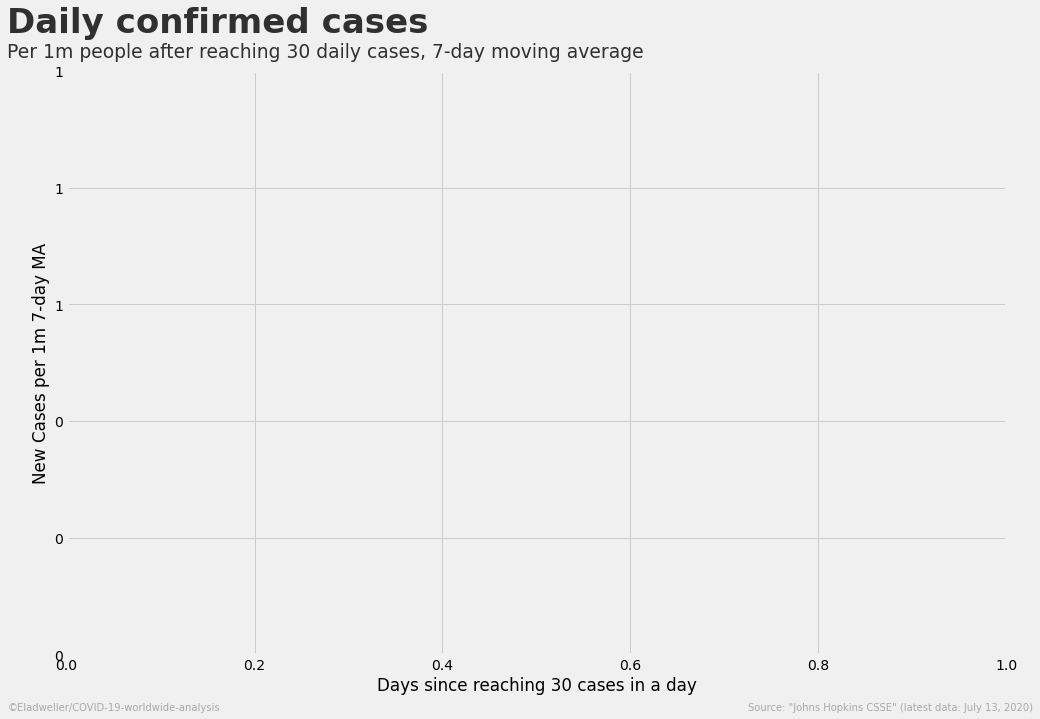 Daily confirmed cases
Per 1m people after reaching 30 daily cases, 7-day moving average
1
1
1
0
0
0
New Cases per 1m 7-day MA
0.0 0.2 0.4 0.6 0.8 1.0
Days since reaching 30 cases in a day
©Eladweller/COVID-19-worldwide-analysis
Source: "Johns Hopkins CSSE" (latest data: July 13, 2020)